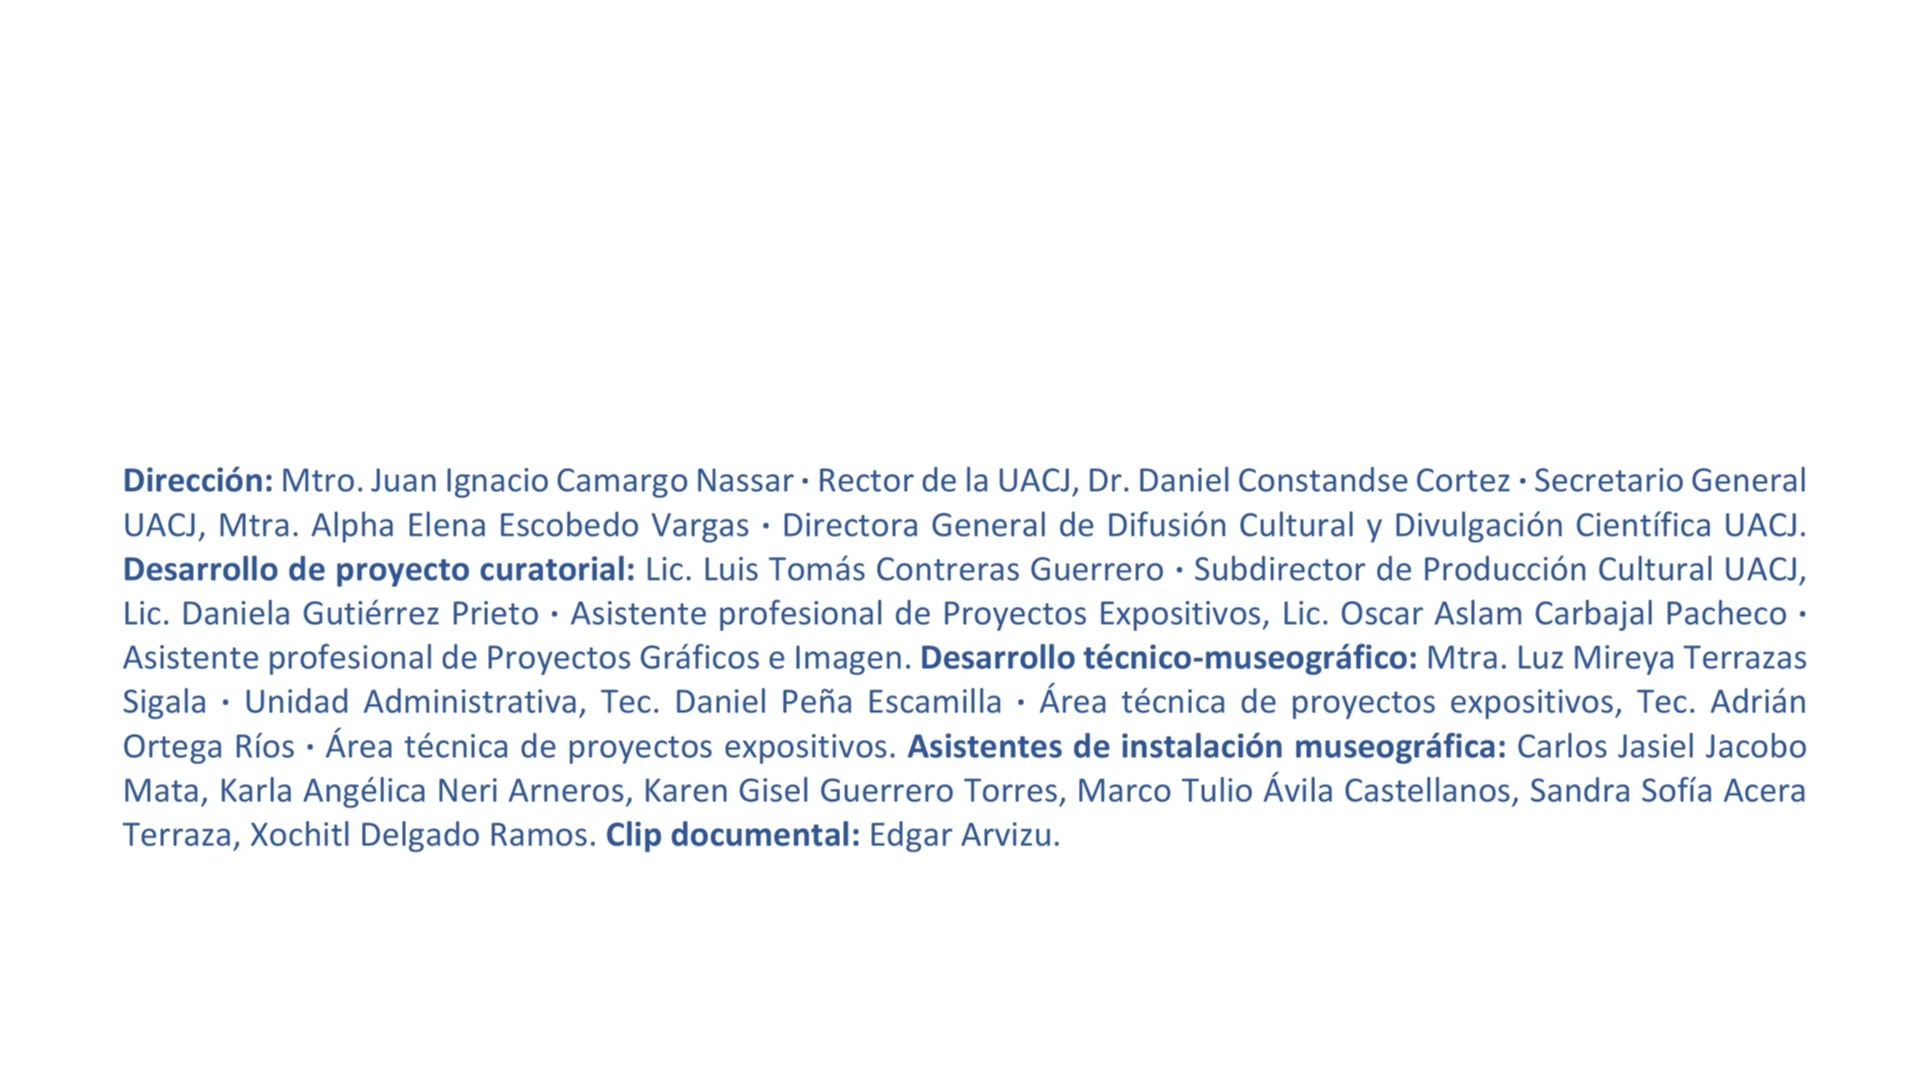 Dirección: Mtro. Juan Ignacio Camargo Nassar · Rector de la UACJ, Dr. Daniel Constandse Cortez · Secretario General
UACJ, Mtra. Alpha Elena Escobedo Vargas · Directora General de Difusión Cultural y Divulgación Científica UACJ.
Desarrollo de proyecto curatorial: Lic. Luis Tomás Contreras Guerrero · Subdirector de Producción Cultural UACJ,
Lic. Daniela Gutiérrez Prieto · Asistente profesional de Proyectos Expositivos, Lic. Oscar Aslam Carbajal Pacheco ·
Asistente profesional de Proyectos Gráficos e Imagen. Desarrollo técnico-museográfico: Mtra. Luz Mireya Terrazas
Sigala · Unidad Administrativa, Tec. Daniel Peña Escamilla · Área técnica de proyectos expositivos, Tec. Adrián
Ortega Ríos · Área técnica de proyectos expositivos. Asistentes de instalación museográfica: Carlos Jasiel Jacobo
Mata, Karla Angélica Neri Arneros, Karen Gisel Guerrero Torres, Marco Tulio Ávila Castellanos, Sandra Sofía Acera
Terraza, Xochitl Delgado Ramos. Clip documental: Edgar Arvizu.